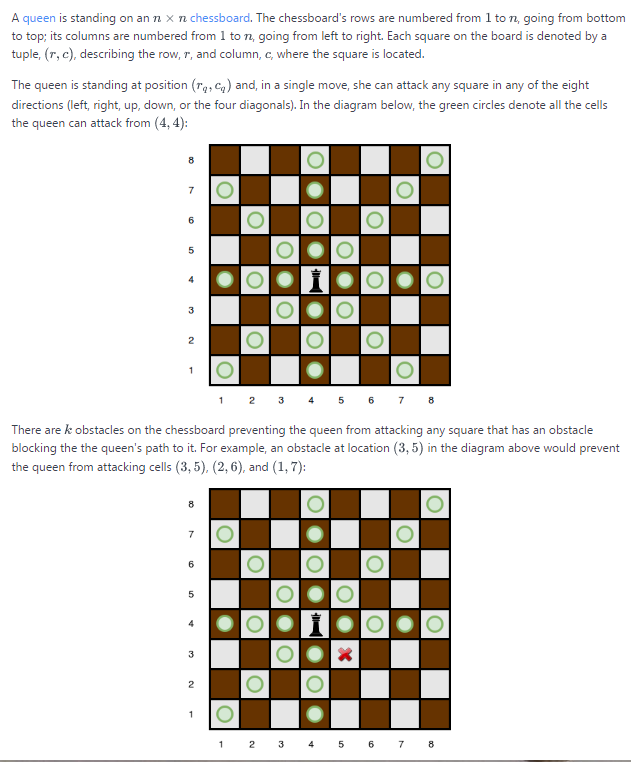 A queen is standing on an n × n chessboard. The chessboard's rows are numbered from 1 to n, going from bottom
to top; its columns are numbered from 1 to n, going from left to right. Each square on the board is denoted by a
tuple, (r, c), describing the row, r, and column, c, where the square is located.
The queen is standing at position (r_q, c_q) and, in a single move, she can attack any square in any of the eight
directions (left, right, up, down, or the four diagonals). In the diagram below, the green circles denote all the cells
the queen can attack from (4, 4):
8
7
6
5
4
3
2
1
1 2 3 4 5 6 7 8
There are k obstacles on the chessboard preventing the queen from attacking any square that has an obstacle
blocking the the queen's path to it. For example, an obstacle at location (3, 5) in the diagram above would prevent
the queen from attacking cells (3, 5), (2, 6), and (1, 7):
8
7
6
5
4
3
2
1
1 2 3 4 5 6 7 8